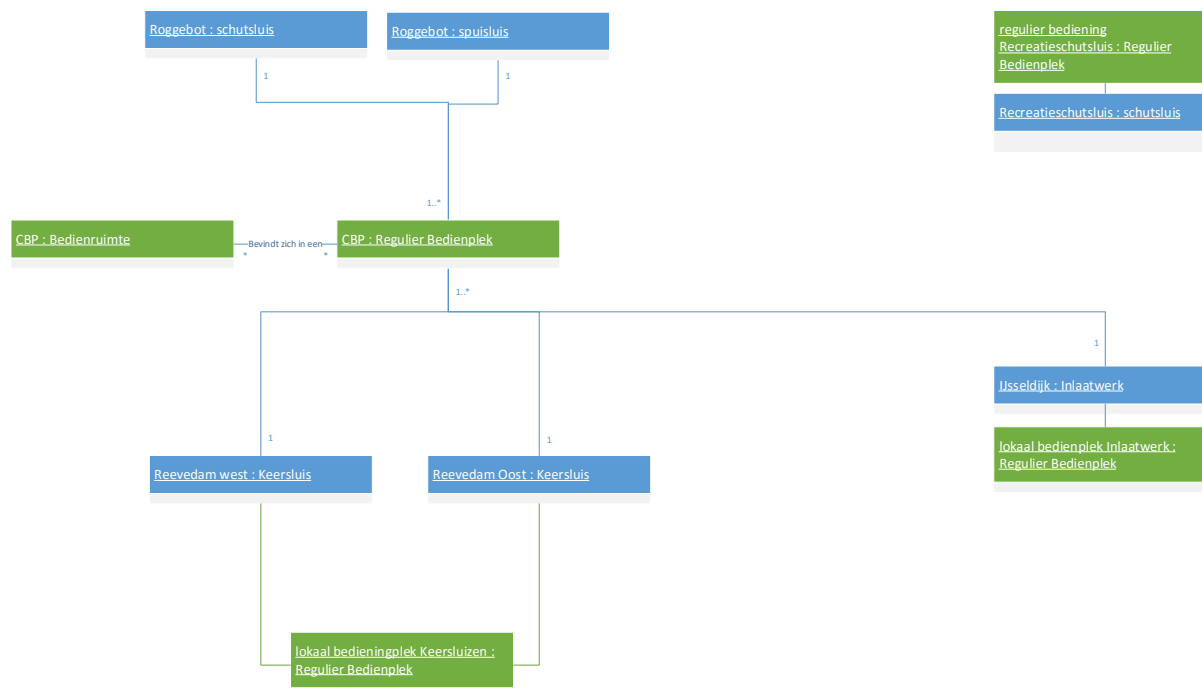 Roggebot : schutsluis
Roggebot : spuisluis
regulier bediening
Recreatieschutsluis : Regulier
Bedienplek
1
1
Recreatieschutsluis : schutsluis
1..*
CBP : Bedienruimte
Bevindt zich in een
*
*
CBP : Regulier Bedienplek
1..*
1
IJsseldijk : Inlaatwerk
1
1
lokaal bedienplek Inlaatwerk :
Regulier Bedienplek
Reevedam west : Keersluis
Reevedam Oost : Keersluis
lokaal bedieningplek Keersluizen :
Regulier Bedienplek